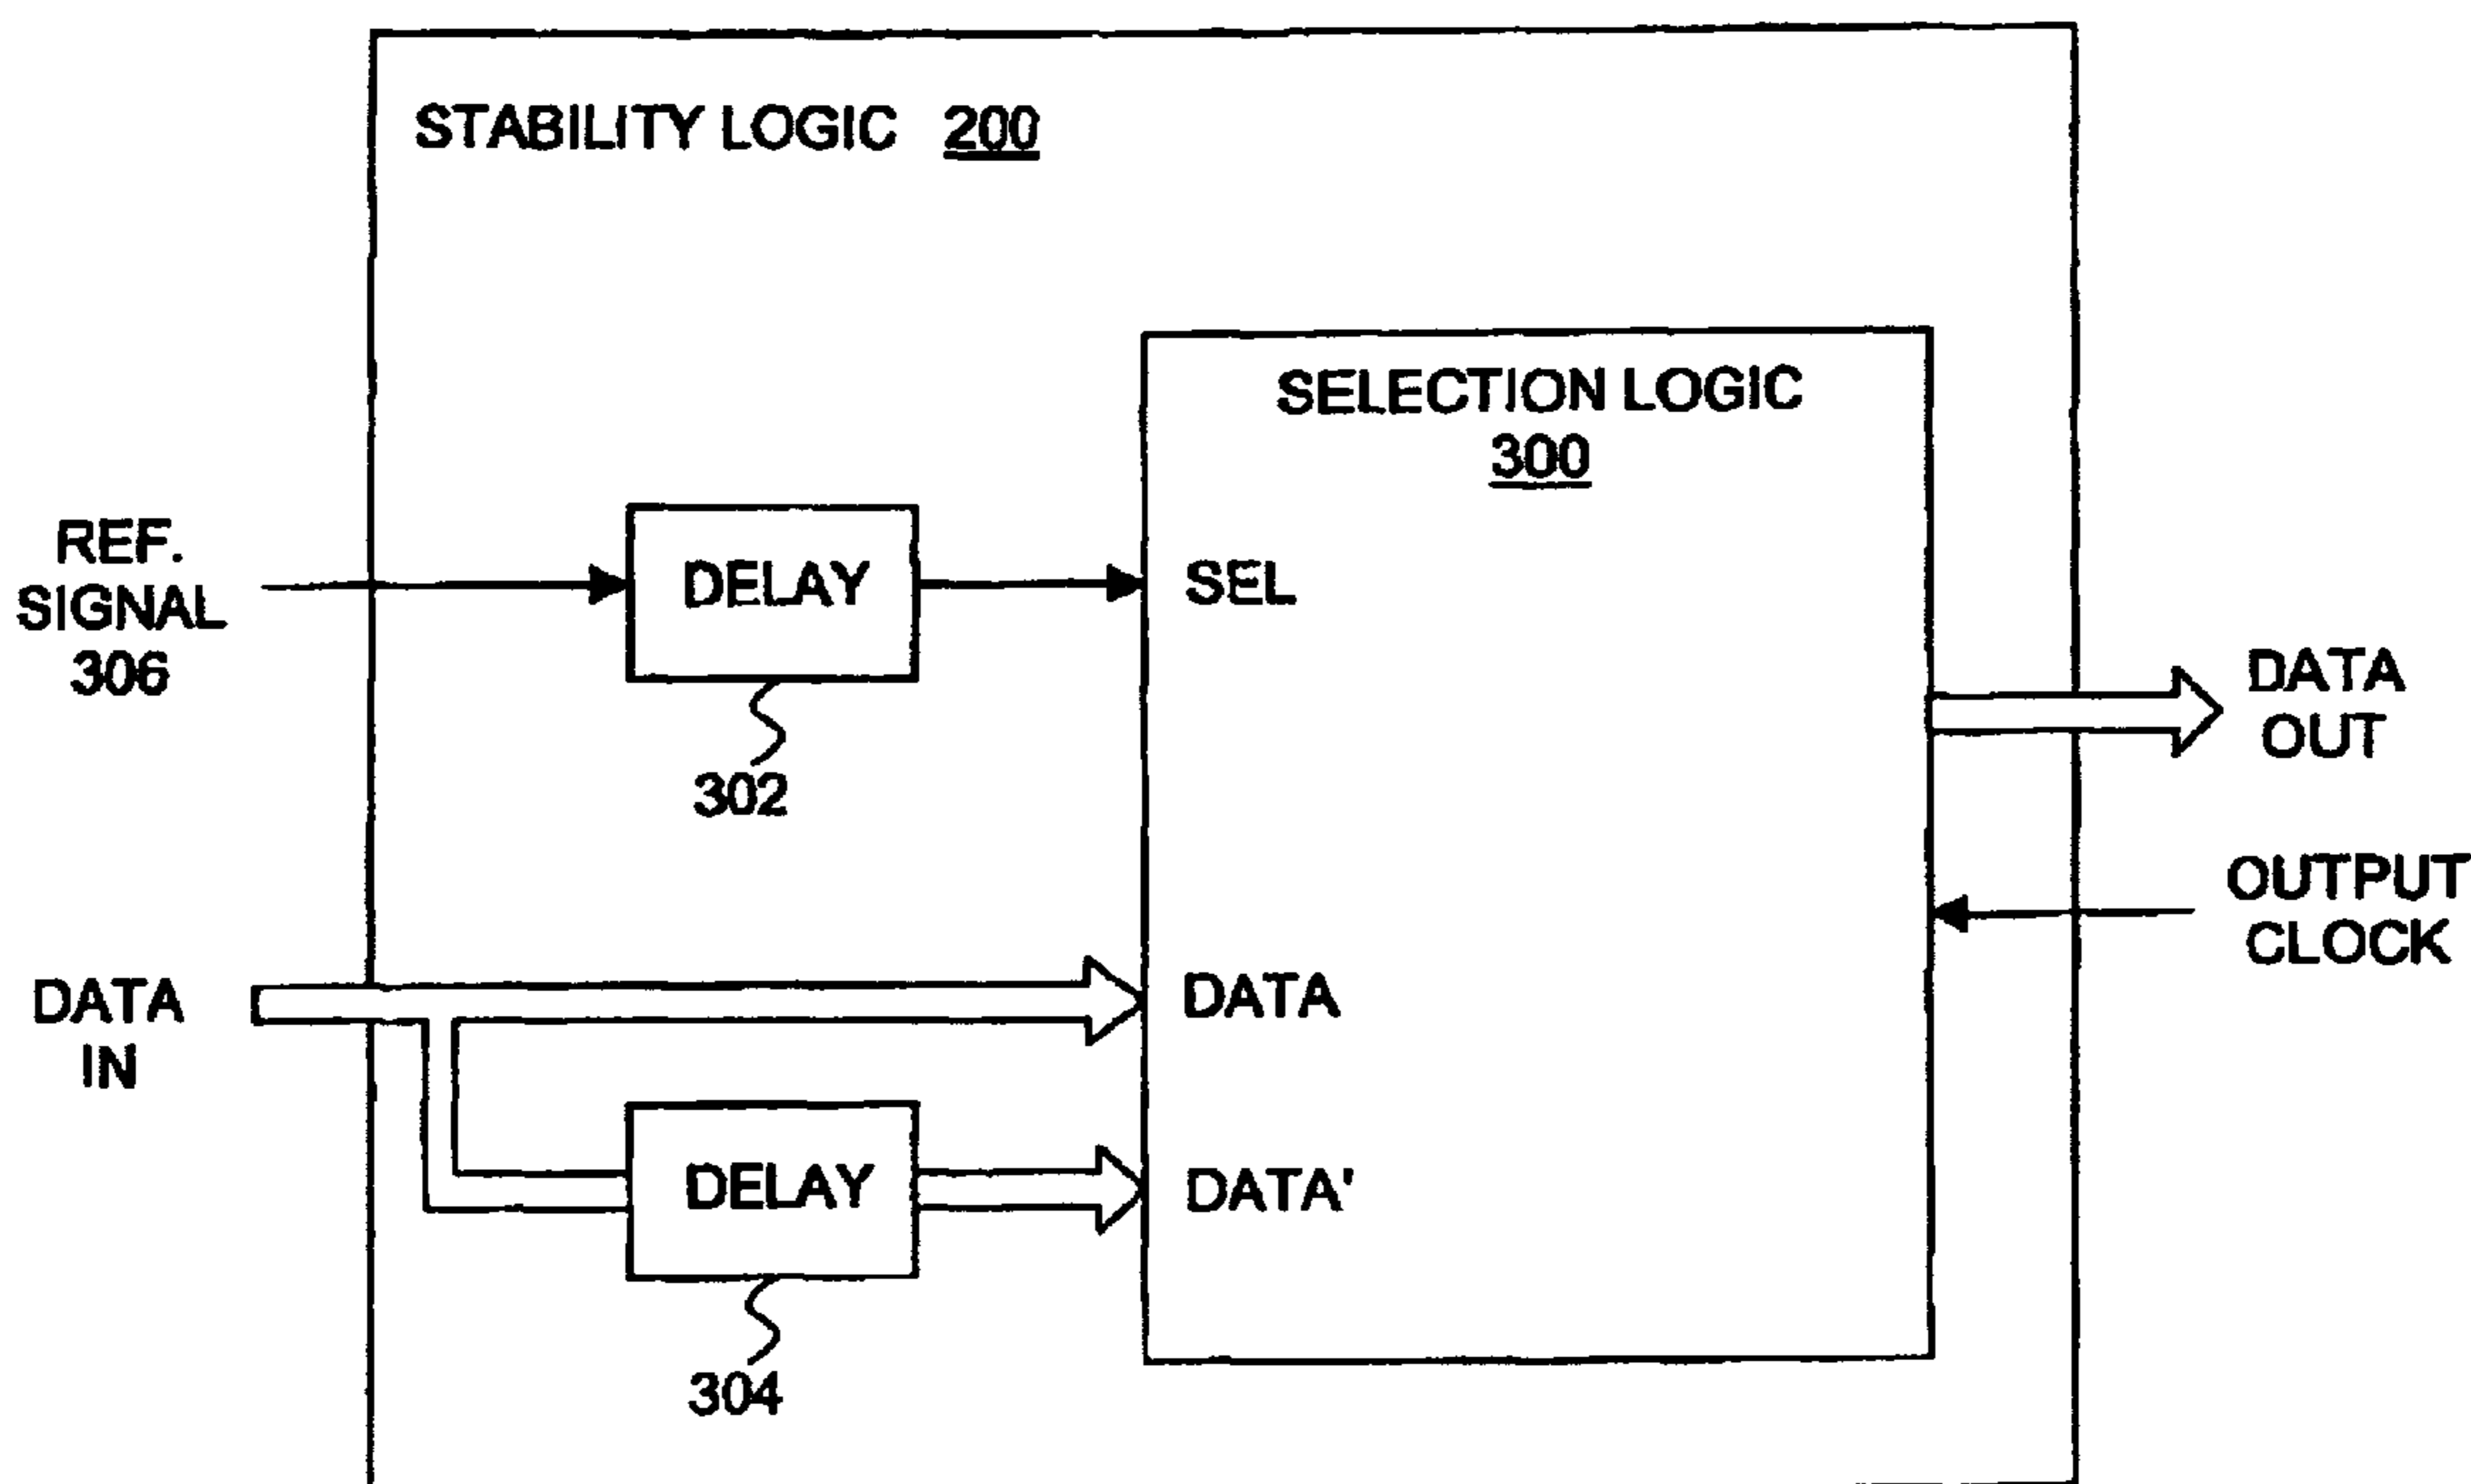 STABILITY LOGIC 200
SELECTION LOGIC
300
REF.
SIGNAL
306
DELAY
SEL
302
DATA
OUT
OUTPUT
CLOCK
DATA
IN
DATA
DELAY
DATA'
304